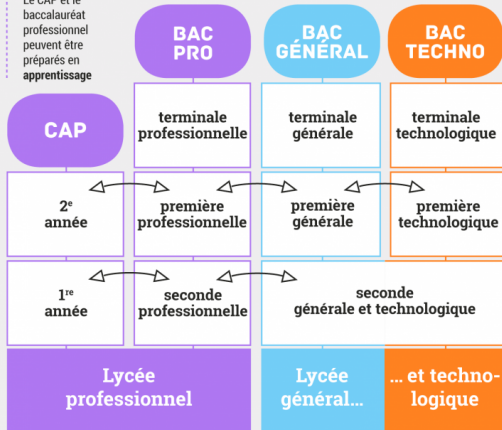 Le CAP et le
baccalauréat
professionnel
peuvent être
préparés en
apprentissage
BAC
PRO
BAC
GÉNÉRAL
BAC
TECHNO
CAP
terminale
professionnelle
terminale
générale
terminale
technologique
2e
année
première
professionnelle
première
générale
première
technologique
1re
année
seconde
professionnelle
seconde
générale et technologique
Lycée
professionnel
Lycée
général...
... et techno-
logique